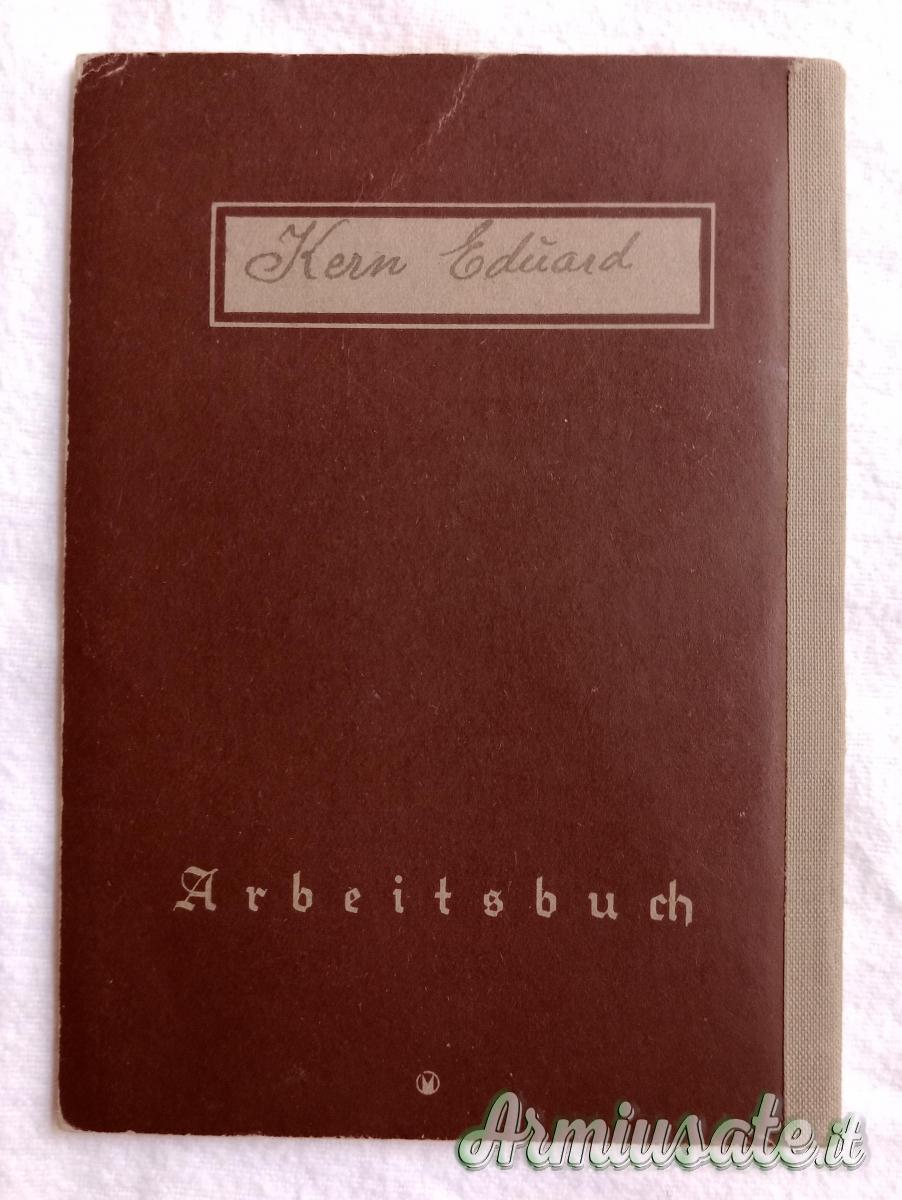 Kern Eduard
Arbeitsbuch
Armiusate.it